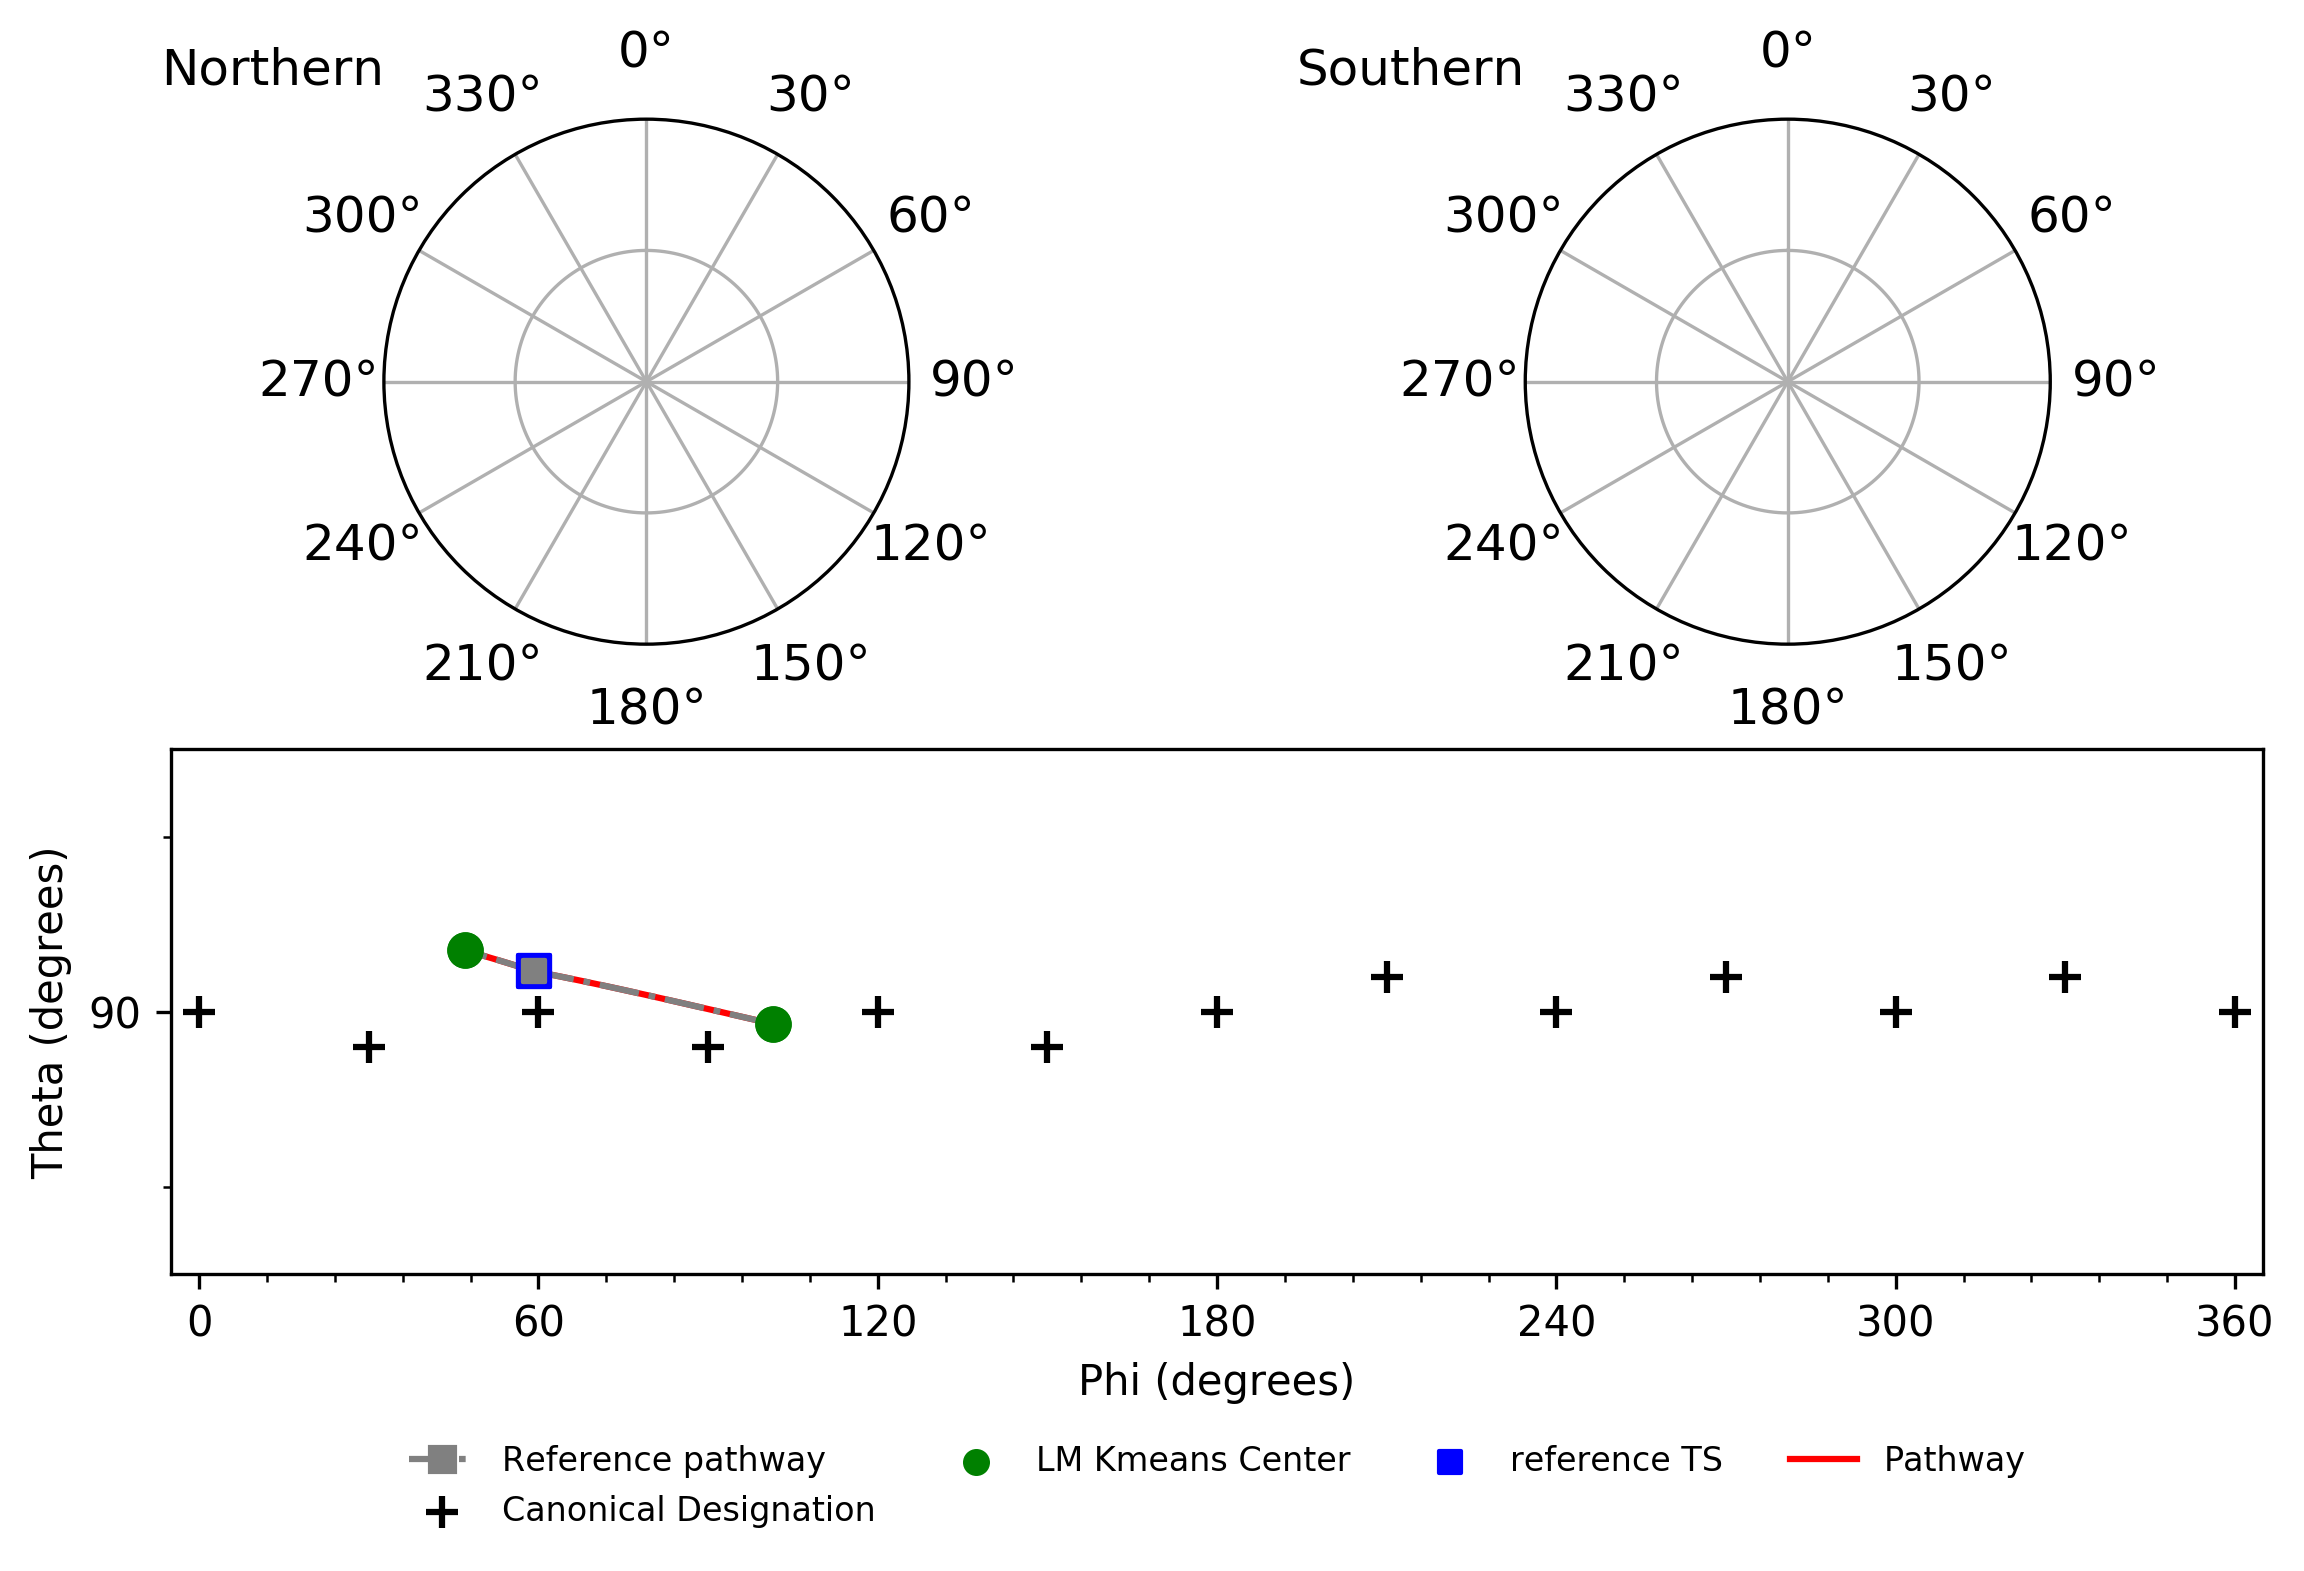 Northern
0°
330°
30°
300°
60°
270°
90°
240°
120°
210°
150°
180°
Southern
0°
330°
30°
300°
60°
270°
90°
240°
120°
210°
150°
180°
Theta (degrees)
90
0 60 120 180 240 300 360
Phi (degrees)
Reference pathway
Canonical Designation
LM Kmeans Center
reference TS
Pathway